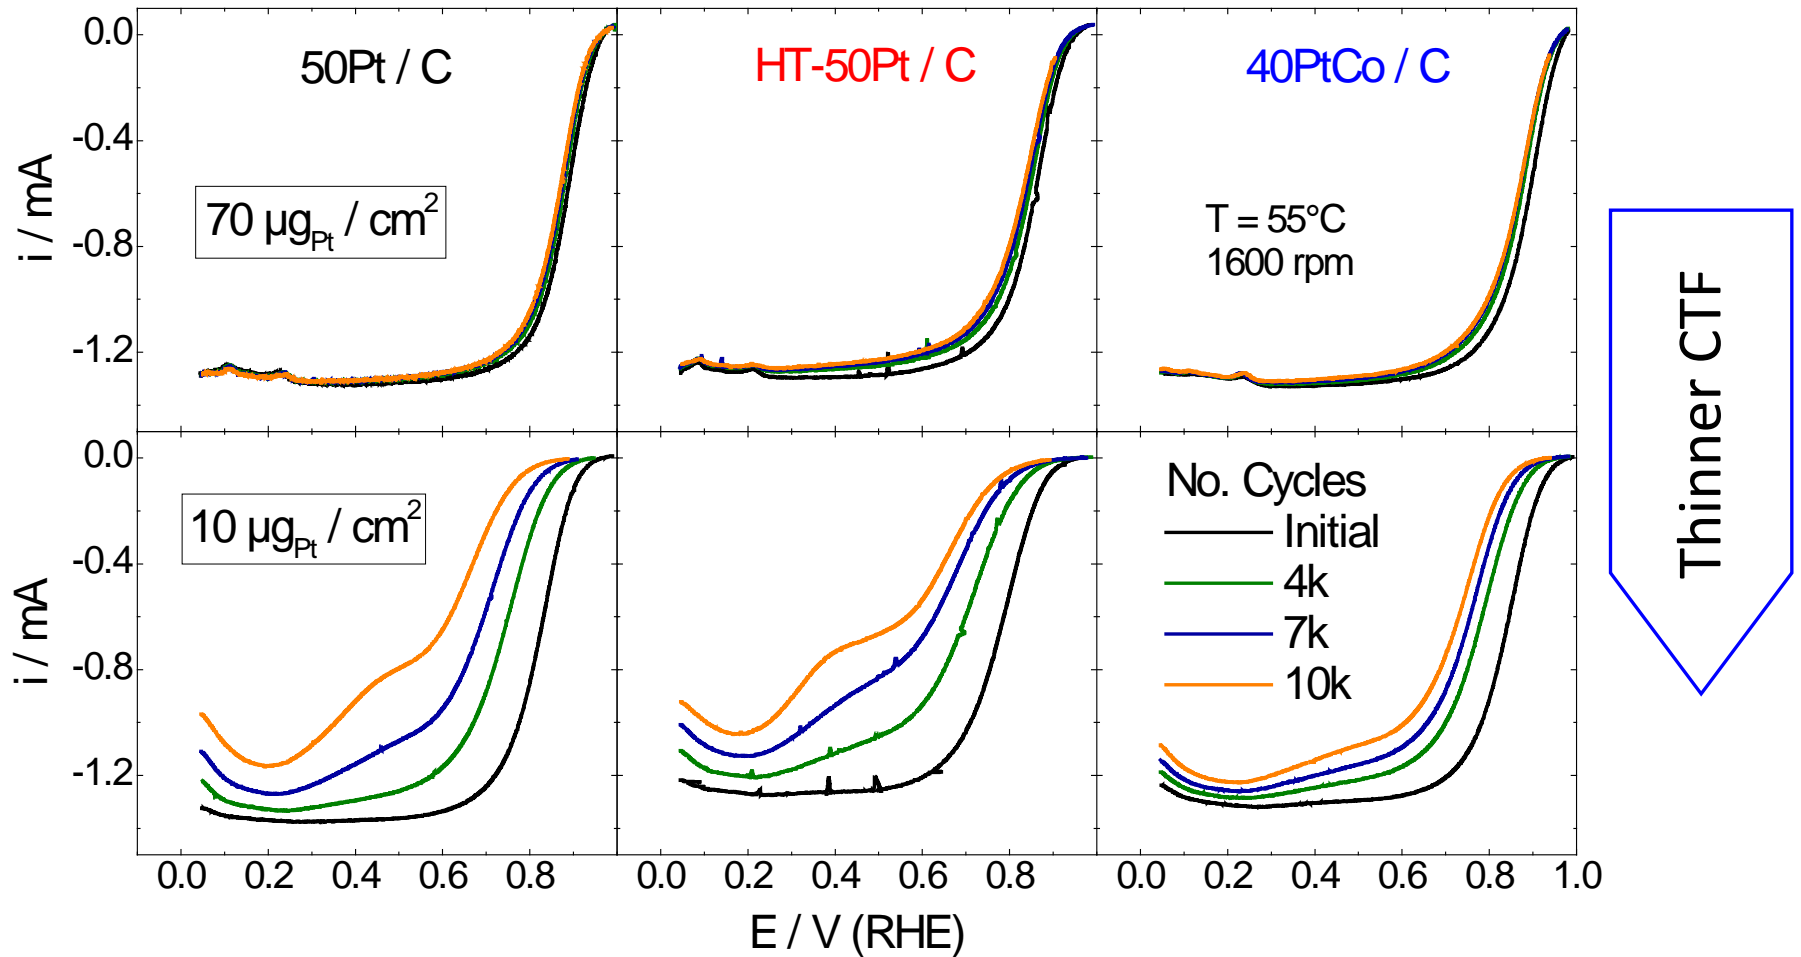 50Pt / C
HT-50Pt / C
40PtCo / C
0.0
-0.4
-0.8
-1.2
i / mA
70 µgPt / cm²
T = 55°C
1600 rpm
Thinner CTF
0.0
-0.4
-0.8
-1.2
i / mA
10 µgPt / cm²
No. Cycles
Initial
4k
7k
10k
0.0 0.2 0.4 0.6 0.8
0.0 0.2 0.4 0.6 0.8
0.0 0.2 0.4 0.6 0.8 1.0
E / V (RHE)